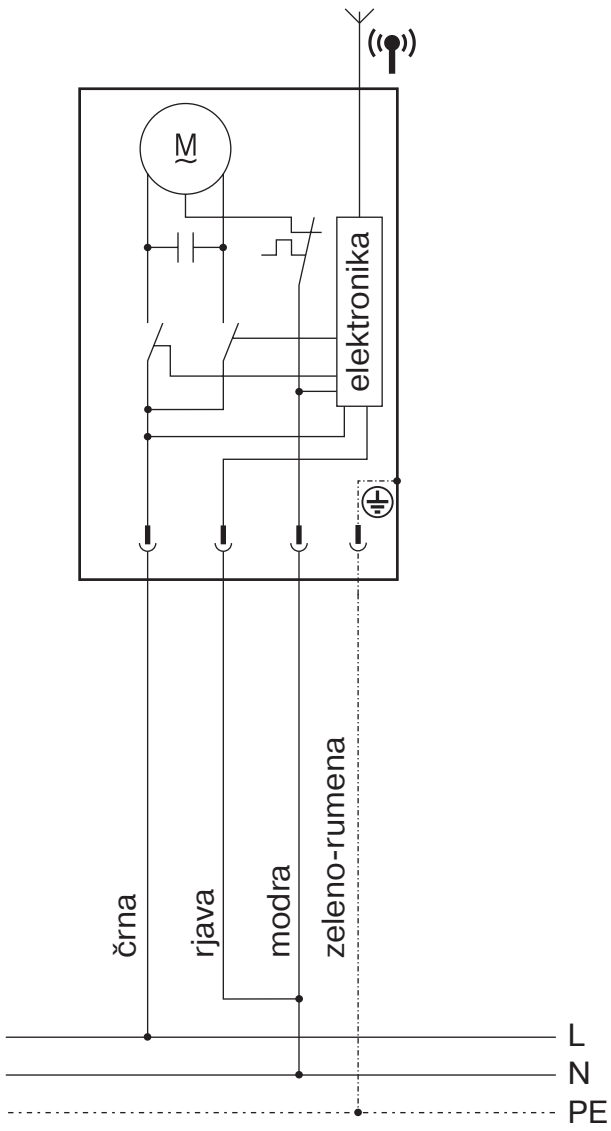 M
elektronika
črna
rjava
modra
zeleno-rumena
L
N
PE